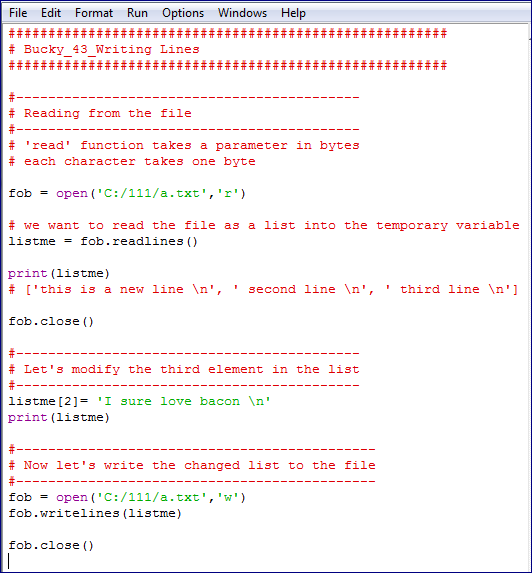 File Edit Format Run Options Windows Help
########################################################
# Bucky_43_Writing Lines
########################################################
#-------------------------------------------
# Reading from the file
#-------------------------------------------
# 'read' function takes a parameter in bytes
# each character takes one byte
fob = open('C:/111/a.txt','r')
# we want to read the file as a list into the temporary variable
listme = fob.readlines()
print(listme)
# ['this is a new line \n', ' second line \n', ' third line \n']
fob.close()
#-------------------------------------------
# Let's modify the third element in the list
#-------------------------------------------
listme[2]= 'I sure love bacon \n'
print(listme)
#---------------------------------------------
# Now let's write the changed list to the file
#---------------------------------------------
fob = open('C:/111/a.txt','w')
fob.writelines(listme)
fob.close()